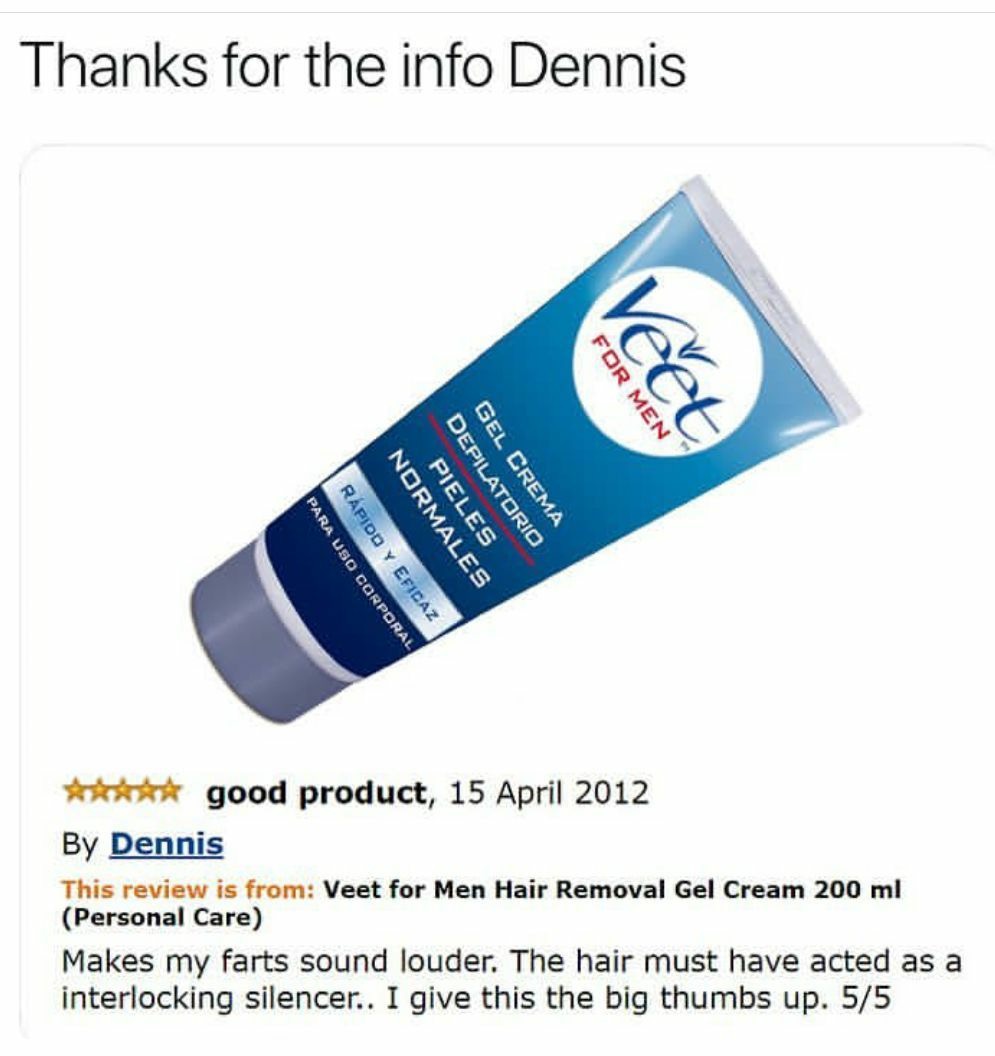 Thanks for the info Dennis
Veet
FOR MEN
GEL CREMA
DEPILATORIO
PIELES
NORMALES
RÁPIDO Y EFICAZ
PARA USO CORPORAL
good product, 15 April 2012
By Dennis
This review is from: Veet for Men Hair Removal Gel Cream 200 ml
(Personal Care)
Makes my farts sound louder. The hair must have acted as a
interlocking silencer.. I give this the big thumbs up. 5/5